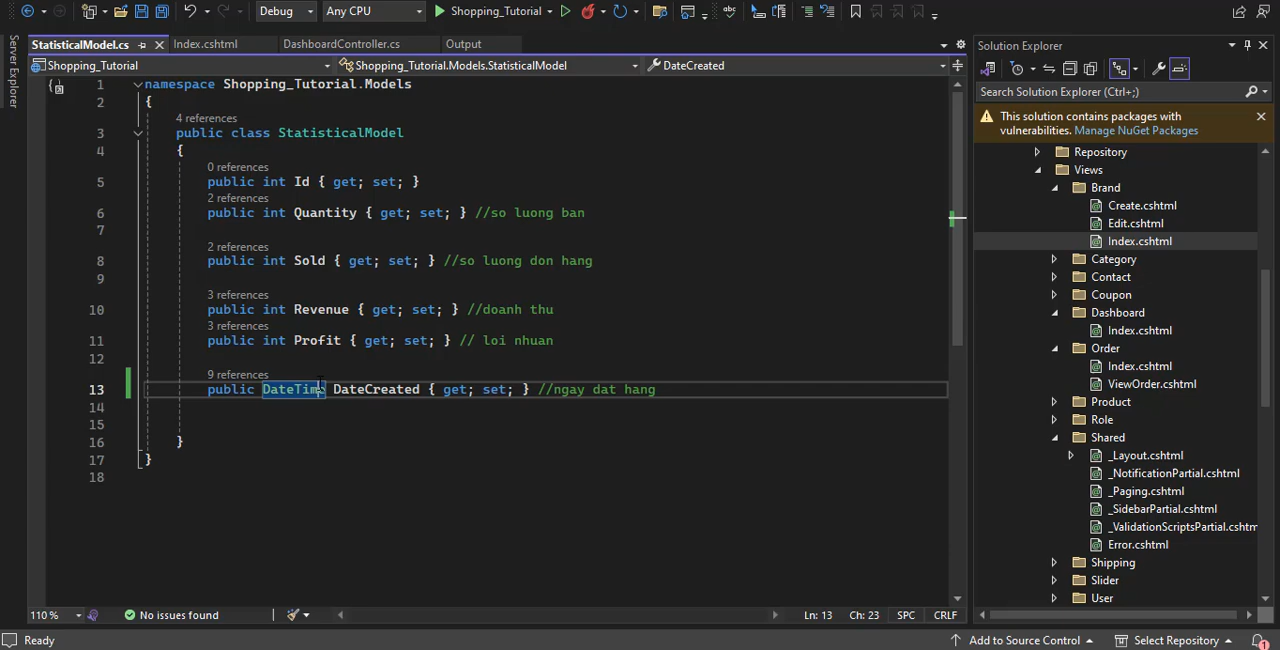 Debug Any CPU Shopping_Tutorial
Server Explorer
StatisticalModel.cs Index.cshtml DashboardController.cs Output
Shopping_Tutorial Shopping_Tutorial.Models.StatisticalModel DateCreated
1 namespace Shopping_Tutorial.Models
2 {
4 references
3 public class StatisticalModel
4 {
0 references
5 public int Id { get; set; }
2 references
6 public int Quantity { get; set; } //so luong ban
7
2 references
8 public int Sold { get; set; } //so luong don hang
9
3 references
10 public int Revenue { get; set; } //doanh thu
3 references
11 public int Profit { get; set; } // loi nhuan
12
9 references
13 public DateTime DateCreated { get; set; } //ngay dat hang
14
15
16 }
17 }
18
110 % No issues found Ln: 13 Ch: 23 SPC CRLF
Solution Explorer
Search Solution Explorer (Ctrl+;)
This solution contains packages with
vulnerabilities. Manage NuGet Packages
Repository
Views
Brand
Create.cshtml
Edit.cshtml
Index.cshtml
Category
Contact
Coupon
Dashboard
Index.cshtml
Order
Index.cshtml
ViewOrder.cshtml
Product
Role
Shared
_Layout.cshtml
_NotificationPartial.cshtml
_Paging.cshtml
_SidebarPartial.cshtml
_ValidationScriptsPartial.cshtm
Error.cshtml
Shipping
Slider
User
Ready Add to Source Control Select Repository 1